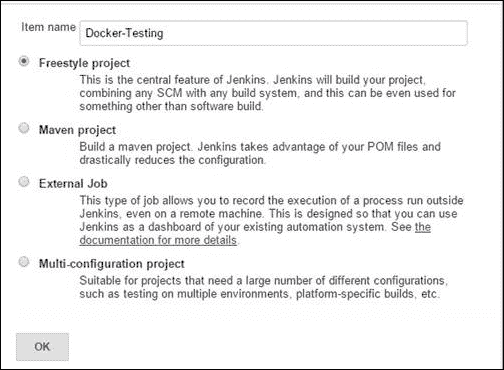 Item name Docker-Testing
Freestyle project
This is the central feature of Jenkins. Jenkins will build your project,
combining any SCM with any build system, and this can be even used for
something other than software build.
Maven project
Build a maven project. Jenkins takes advantage of your POM files and
drastically reduces the configuration.
External Job
This type of job allows you to record the execution of a process run outside
Jenkins, even on a remote machine. This is designed so that you can use
Jenkins as a dashboard of your existing automation system. See the
documentation for more details.
Multi-configuration project
Suitable for projects that need a large number of different configurations,
such as testing on multiple environments, platform-specific builds, etc.
OK